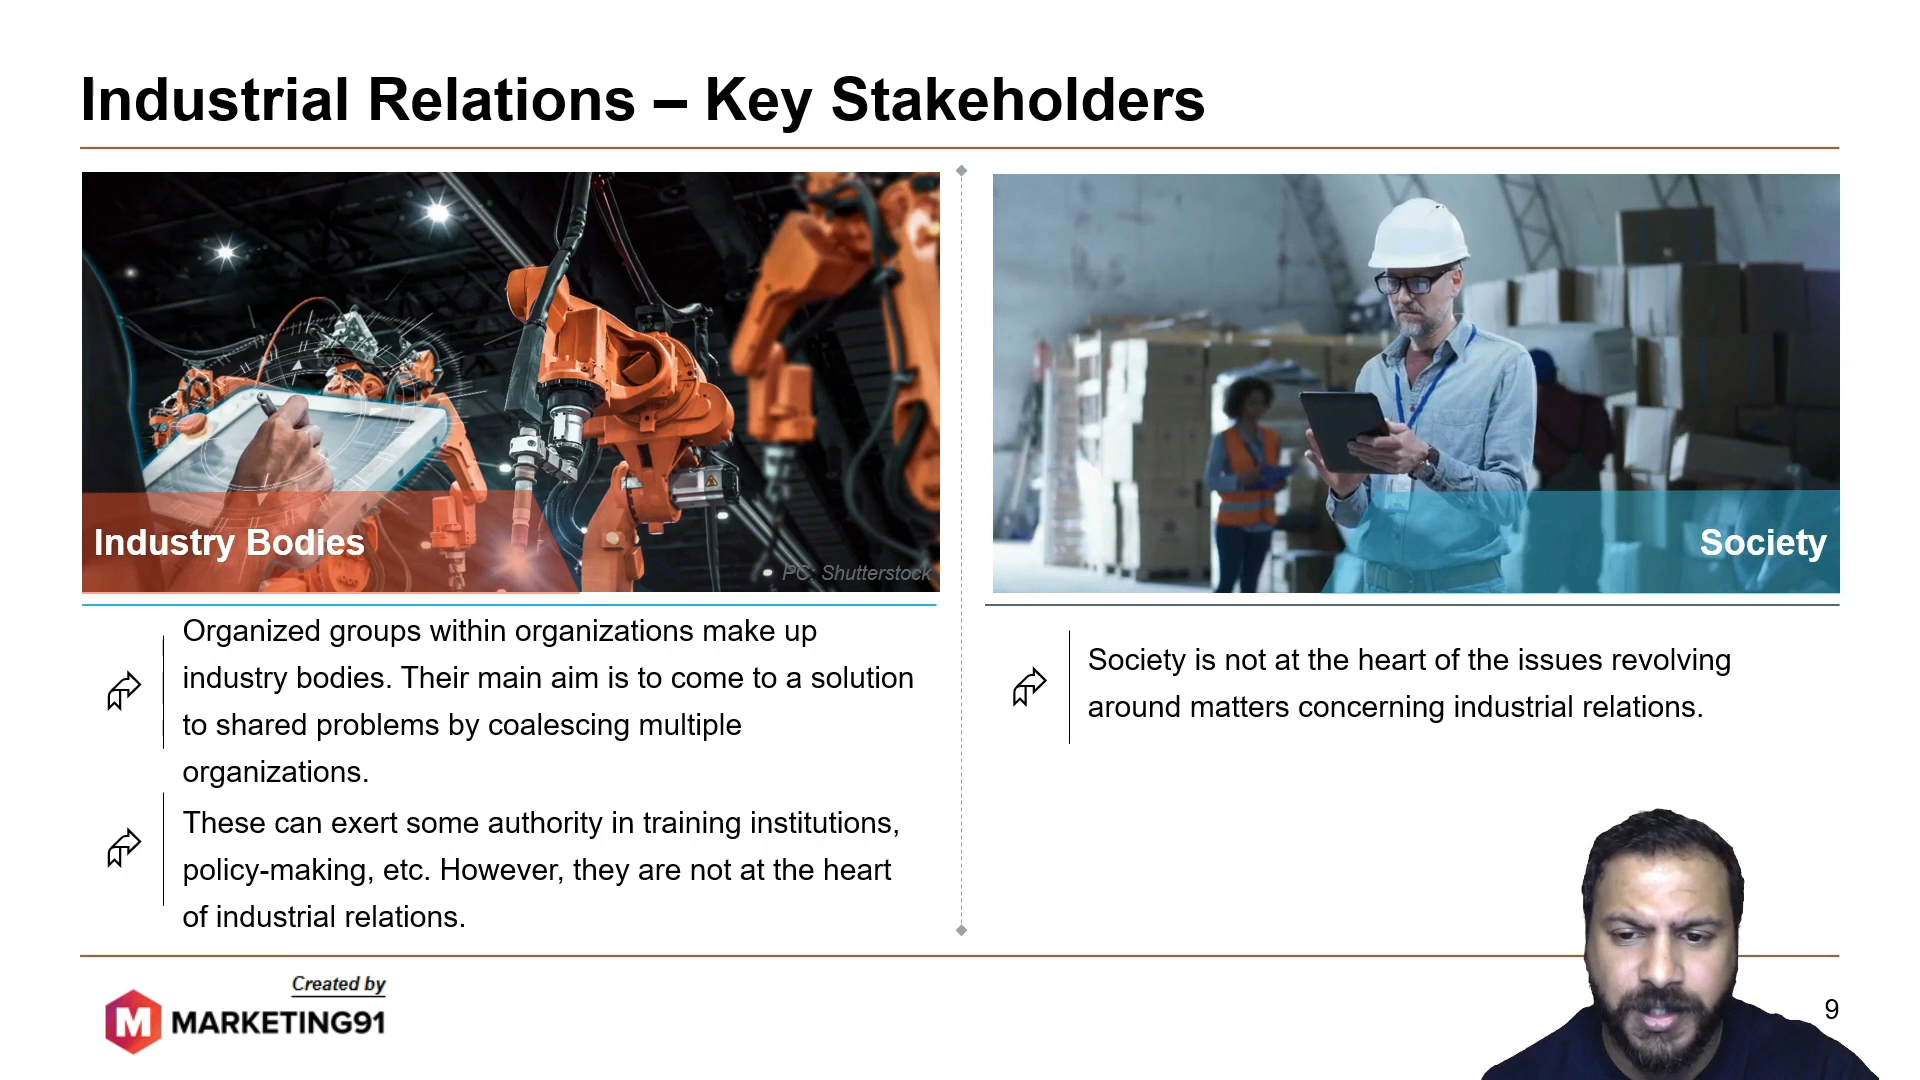 Industrial Relations – Key Stakeholders
Industry Bodies
PC: Shutterstock
Organized groups within organizations make up
industry bodies. Their main aim is to come to a solution
to shared problems by coalescing multiple
organizations.
These can exert some authority in training institutions,
policy-making, etc. However, they are not at the heart
of industrial relations.
Society
Society is not at the heart of the issues revolving
around matters concerning industrial relations.
Created by
M MARKETING91
9